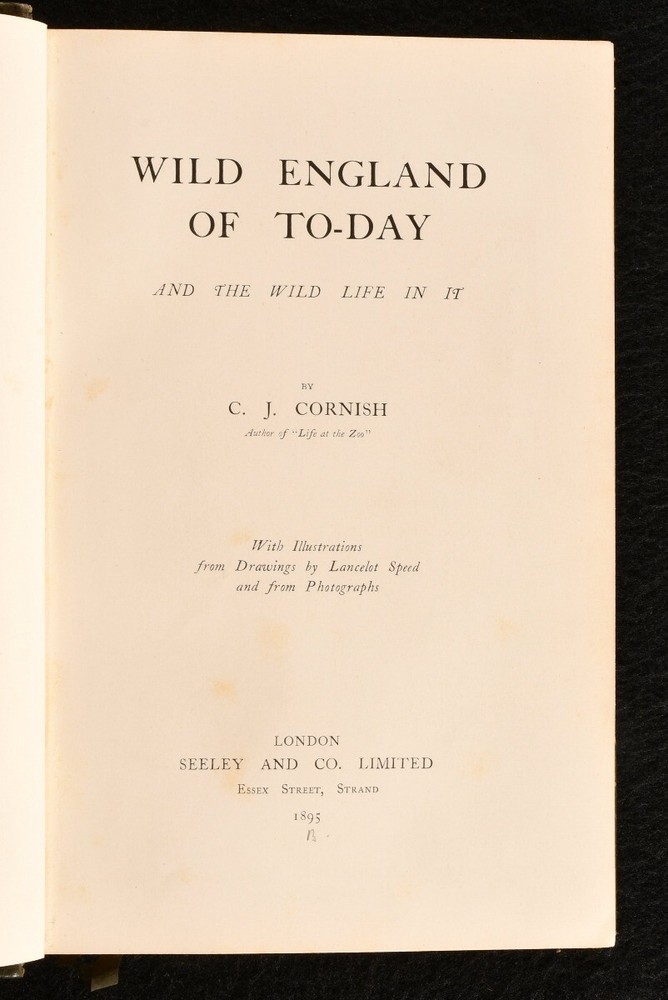 WILD ENGLAND
OF TO-DAY
AND THE WILD LIFE IN IT
BY
C. J. CORNISH
Author of "Life at the Zoo"
With Illustrations
from Drawings by Lancelot Speed
and from Photographs
LONDON
SEELEY AND CO. LIMITED
Essex Street, Strand
1895